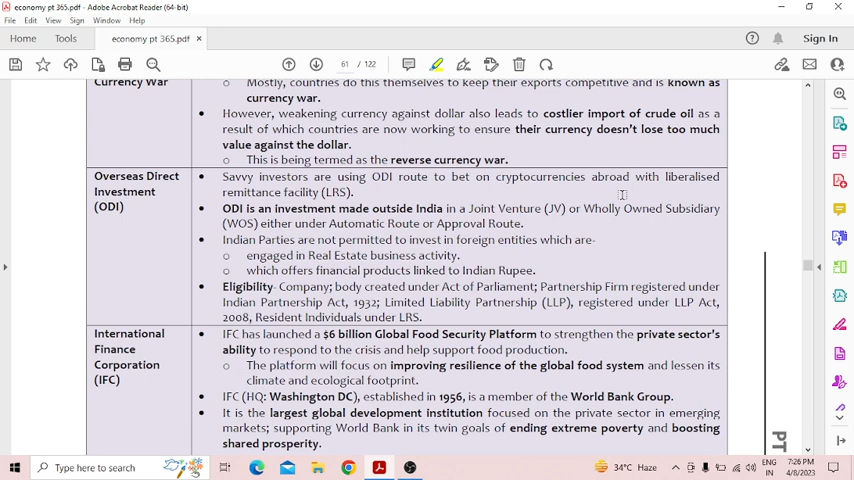 economy pt 365.pdf - Adobe Acrobat Reader (64-bit)
File Edit View Sign Window Help
Home Tools economy pt 365.pdf × Sign In
61 / 122
Currency War
o Mostly, countries do this themselves to keep their exports competitive and is known as
currency war.
• However, weakening currency against dollar also leads to costlier import of crude oil as a
result of which countries are now working to ensure their currency doesn't lose too much
value against the dollar.
o This is being termed as the reverse currency war.
Overseas Direct
Investment
(ODI)
• Savvy investors are using ODI route to bet on cryptocurrencies abroad with liberalised
remittance facility (LRS).
• ODI is an investment made outside India in a Joint Venture (JV) or Wholly Owned Subsidiary
(WOS) either under Automatic Route or Approval Route.
• Indian Parties are not permitted to invest in foreign entities which are-
o engaged in Real Estate business activity.
o which offers financial products linked to Indian Rupee.
• Eligibility- Company; body created under Act of Parliament; Partnership Firm registered under
Indian Partnership Act, 1932; Limited Liability Partnership (LLP), registered under LLP Act,
2008, Resident Individuals under LRS.
International
Finance
Corporation
(IFC)
• IFC has launched a $6 billion Global Food Security Platform to strengthen the private sector's
ability to respond to the crisis and help support food production.
o The platform will focus on improving resilience of the global food system and lessen its
climate and ecological footprint.
• IFC (HQ: Washington DC), established in 1956, is a member of the World Bank Group.
• It is the largest global development institution focused on the private sector in emerging
markets; supporting World Bank in its twin goals of ending extreme poverty and boosting
shared prosperity.
PT
Type here to search
34°C Haze
ENG
IN
7:26 PM
4/8/2023